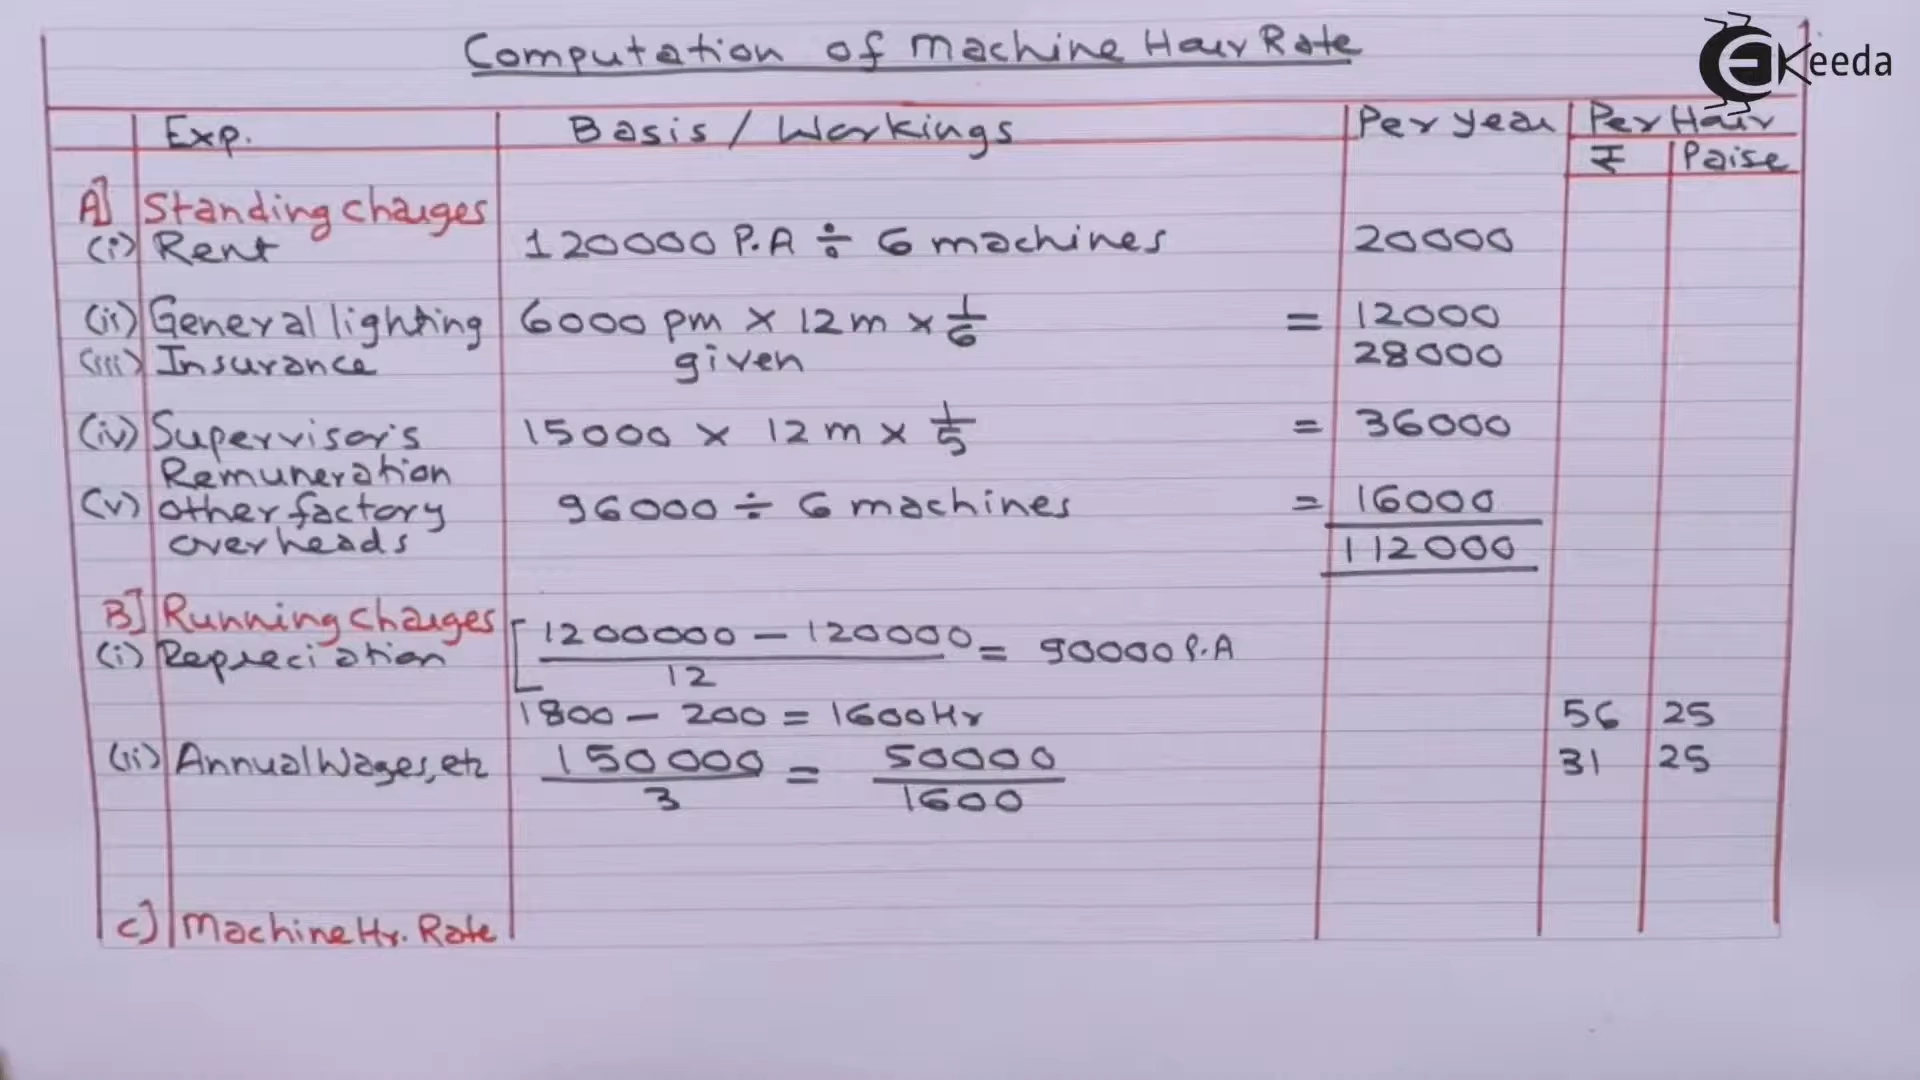 Computation of Machine Hour Rate
Keeda
Exp. Basis / Workings Per year Per Hour
₹ Paise
A] Standing charges
(i) Rent 120000 P.A ÷ 6 machines 20000
(ii) General lighting 6000 pm x 12m x 1/6 = 12000
(iii) Insurance given 28000
(iv) Supervisor's 15000 x 12m x 1/5 = 36000
Remuneration
(v) other factory 96000 ÷ 6 machines = 16000
overheads 112000
B] Running charges
(i) Depreciation [1200000 - 120000 / 12 = 90000 P.A
1800 - 200 = 1600Hr 56 25
(ii) Annual Wages, etc 150000 / 3 = 50000 / 1600 31 25
C] Machine Hr. Rate